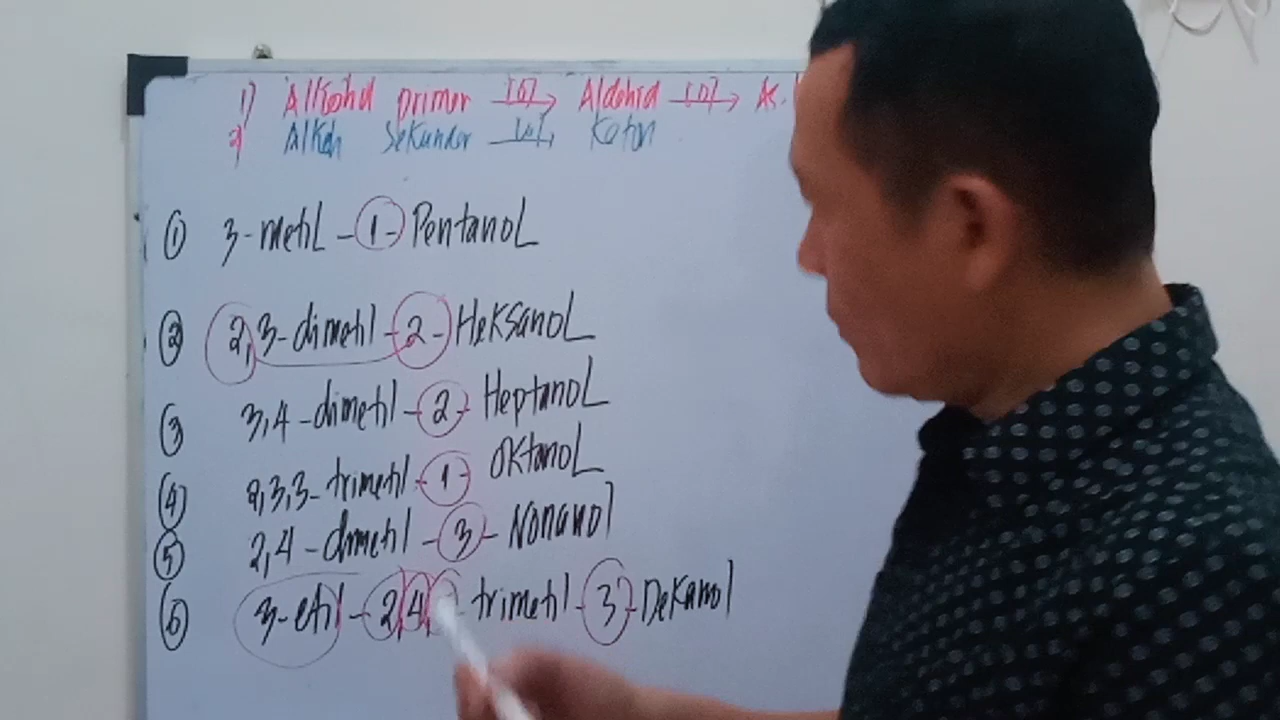 1) Alkohol primer [O] → Aldehid [O] → As.
2) Alkoh Sekunder [O] → Keton
① 3-metil-1-Pentanol
② 2,3-dimetil-2-Heksanol
③ 3,4-dimetil-2-Heptanol
④ 2,3,3-trimetil-1-Oktanol
⑤ 2,4-dimetil-3-Nonanol
⑥ 3-etil-2,4, -trimetil-3-Dekanol